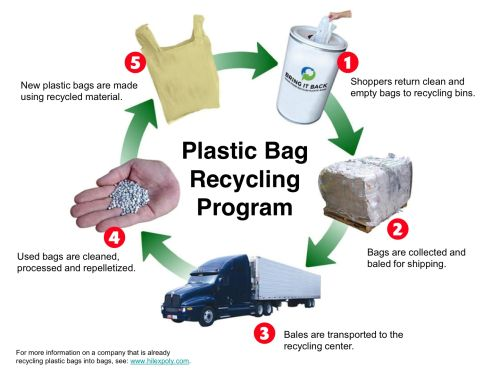 5
New plastic bags are made
using recycled material.
BRING IT BACK
1
Shoppers return clean and
empty bags to recycling bins.
Plastic Bag
Recycling
Program
2
Bags are collected and
baled for shipping.
4
Used bags are cleaned,
processed and repelletized.
3
Bales are transported to the
recycling center.
For more information on a company that is already
recycling plastic bags into bags, see: www.hilexpoly.com.